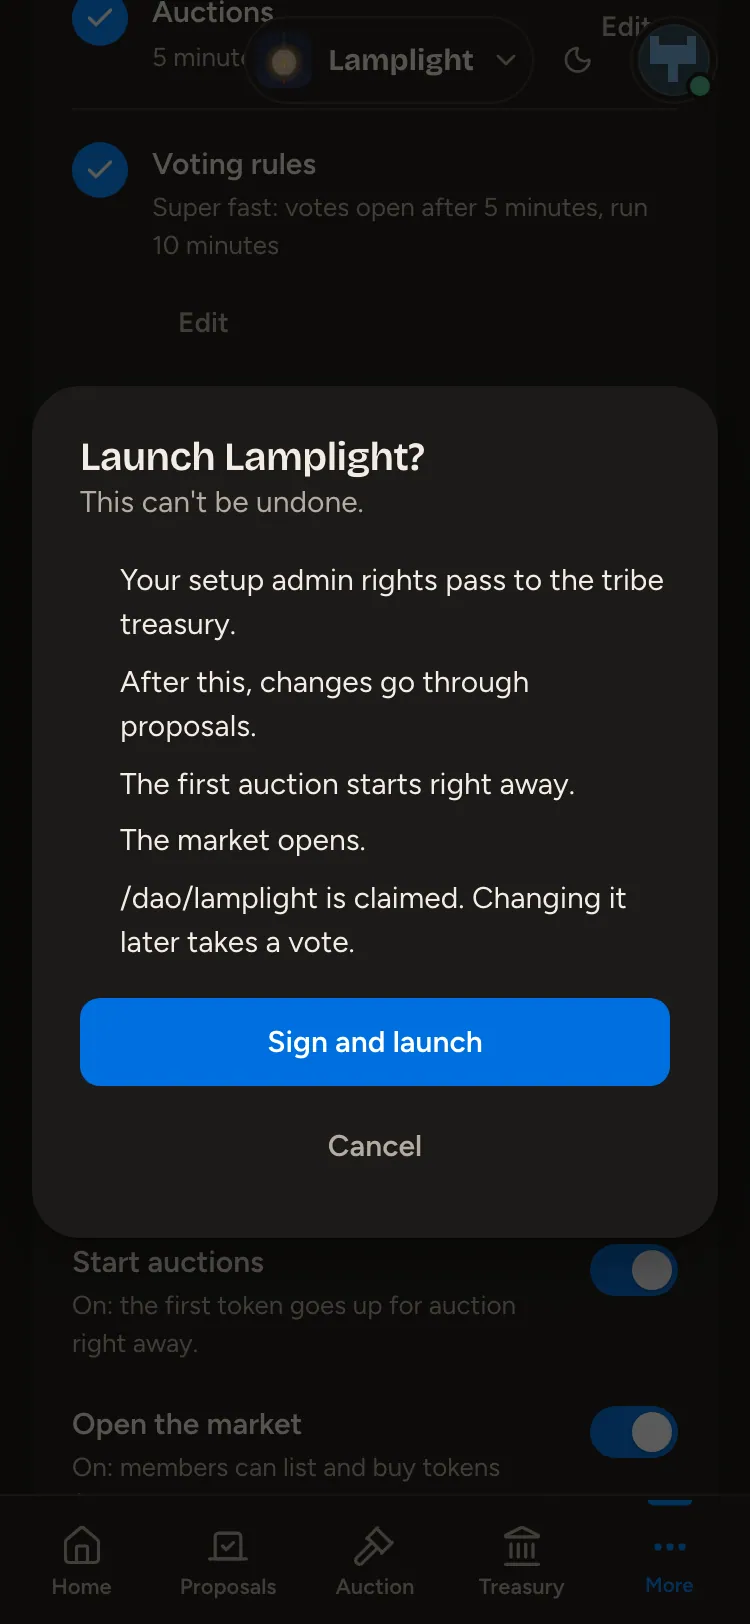 Auctions
Edit
5 minute
Lamplight
Voting rules
Super fast: votes open after 5 minutes, run
10 minutes
Edit
Launch Lamplight?
This can't be undone.
Your setup admin rights pass to the tribe
treasury.
After this, changes go through
proposals.
The first auction starts right away.
The market opens.
/dao/lamplight is claimed. Changing it
later takes a vote.
Sign and launch
Cancel
Start auctions
On: the first token goes up for auction
right away.
Open the market
On: members can list and buy tokens
Home
Proposals
Auction
Treasury
More